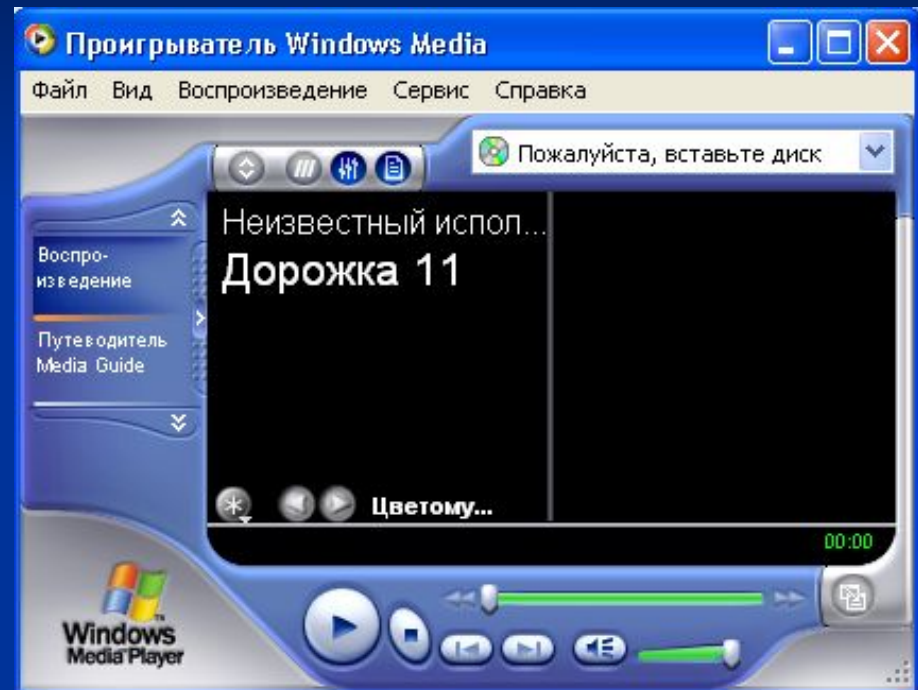 Проигрыватель Windows Media
Файл Вид Воспроизведение Сервис Справка
Пожалуйста, вставьте диск
Неизвестный испол...
Дорожка 11
Воспро-
изведение
Путеводитель
Media Guide
Цветому...
00:00
Windows
Media Player